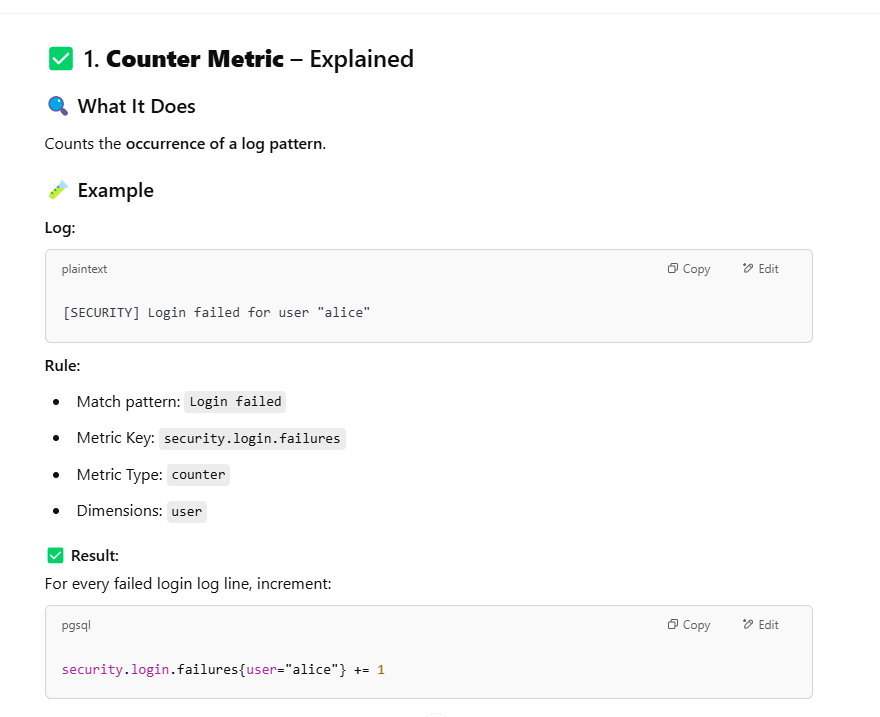 ✅ 1. Counter Metric – Explained
🔍 What It Does
Counts the occurrence of a log pattern.
🧪 Example
Log:
plaintext Copy Edit
[SECURITY] Login failed for user "alice"
Rule:
• Match pattern: Login failed
• Metric Key: security.login.failures
• Metric Type: counter
• Dimensions: user
✅ Result:
For every failed login log line, increment:
pgsql Copy Edit
security.login.failures{user="alice"} += 1